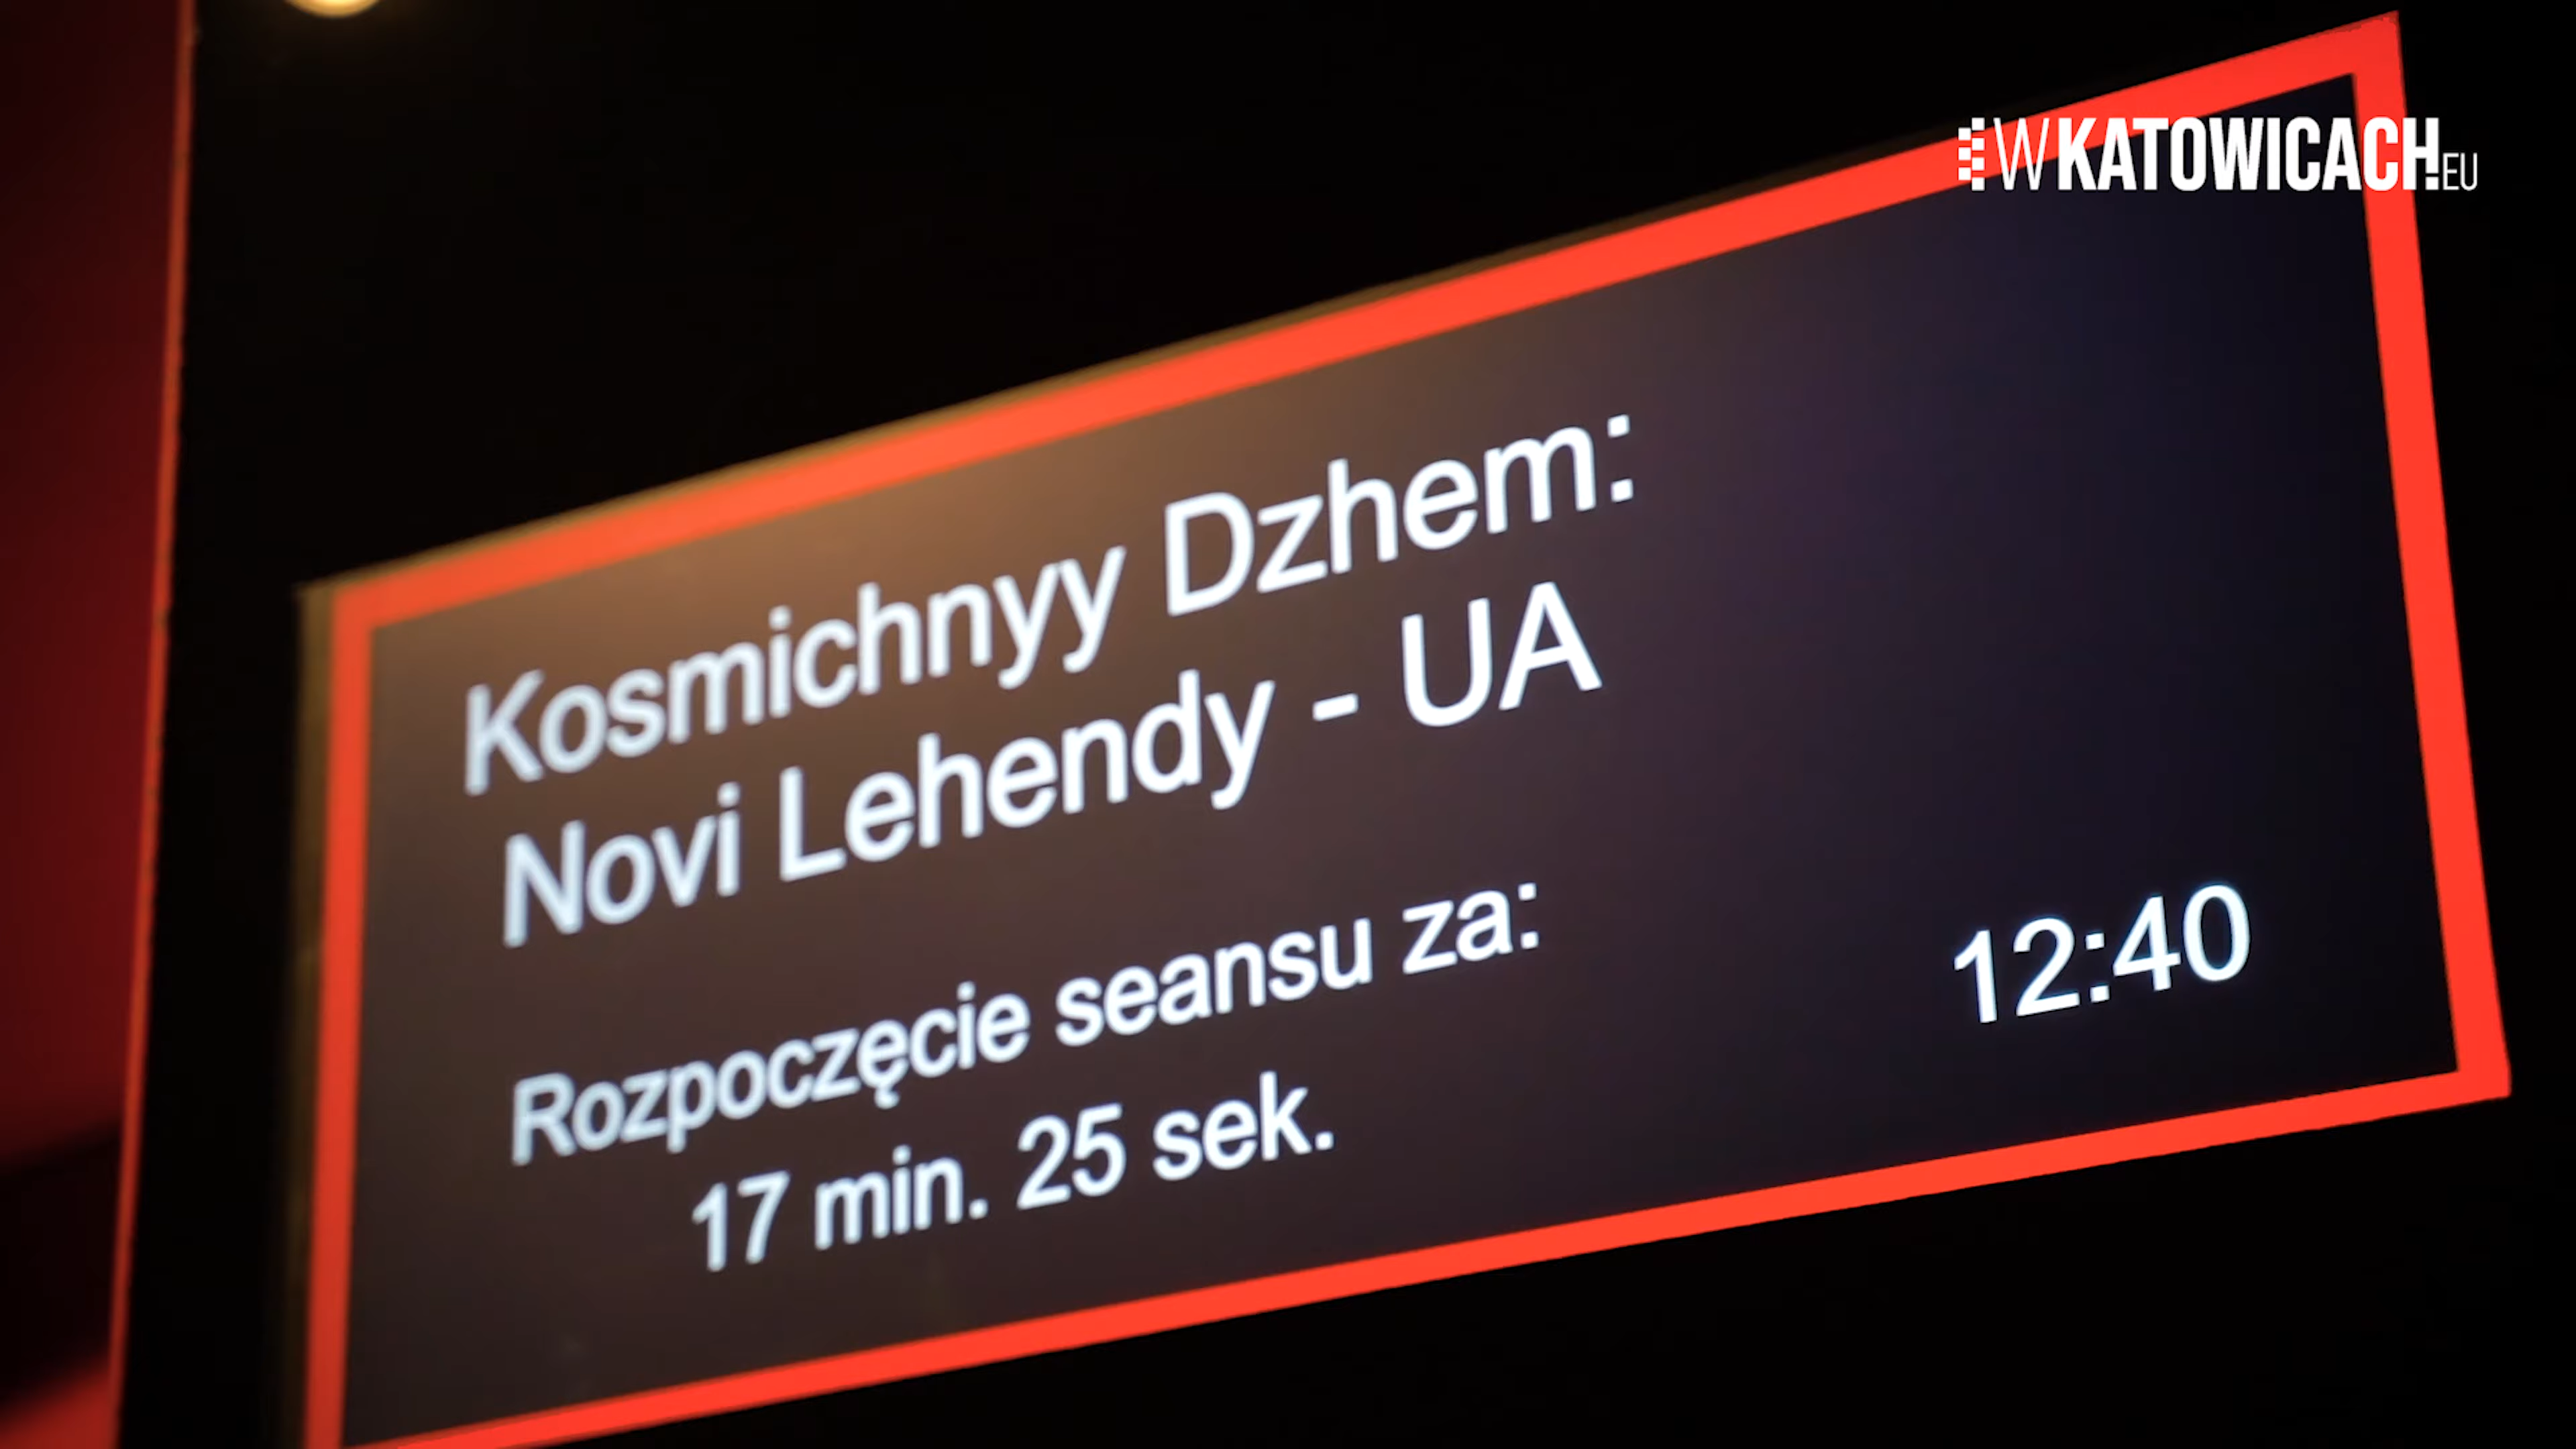 WKATOWICACH.EU
Kosmichnyy Dzhem:
Novi Lehendy - UA
Rozpoczęcie seansu za:
12:40
17 min. 25 sek.